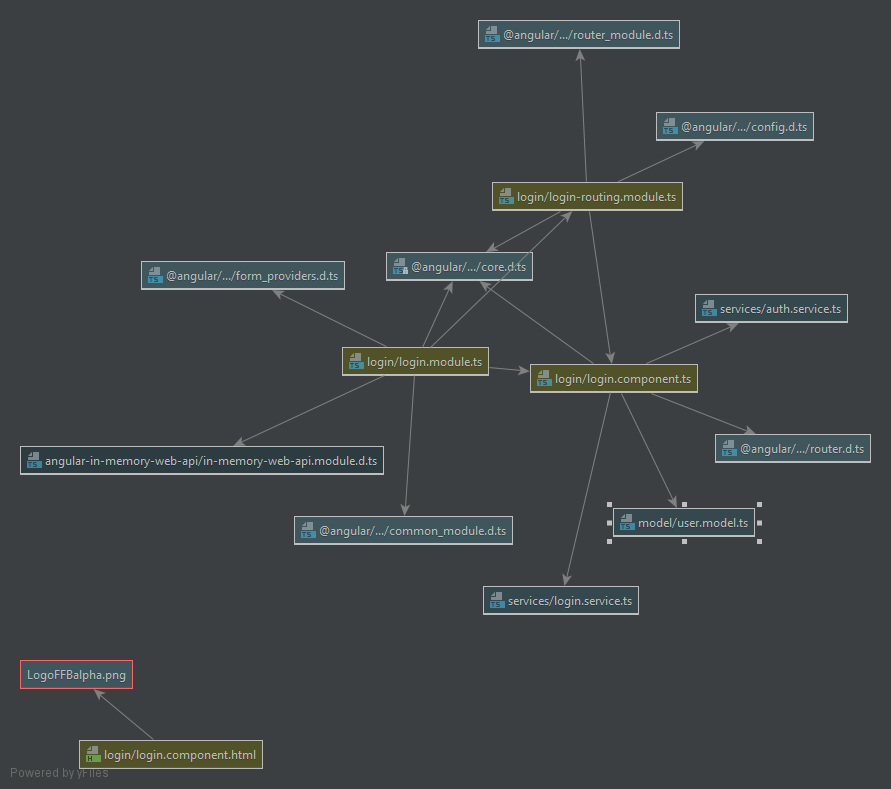 @angular/.../router_module.d.ts
@angular/.../config.d.ts
login/login-routing.module.ts
@angular/.../core.d.ts
@angular/.../form_providers.d.ts
services/auth.service.ts
login/login.module.ts
login/login.component.ts
@angular/.../router.d.ts
angular-in-memory-web-api/in-memory-web-api.module.d.ts
model/user.model.ts
@angular/.../common_module.d.ts
services/login.service.ts
LogoFFBalpha.png
login/login.component.html
Powered by yFiles